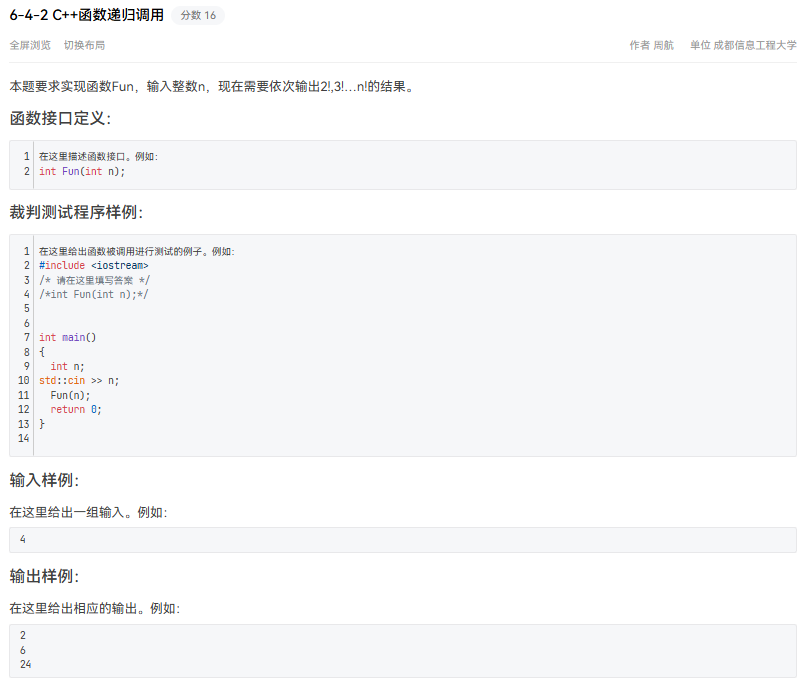 6-4-2 C++函数递归调用 分数 16
全屏浏览 切换布局 作者 周航 单位 成都信息工程大学
本题要求实现函数Fun，输入整数n，现在需要依次输出2!,3!...n!的结果。
函数接口定义：
1 在这里描述函数接口。例如：
2 int Fun(int n);
裁判测试程序样例：
1 在这里给出函数被调用进行测试的例子。例如：
2 #include <iostream>
3 /* 请在这里填写答案 */
4 /*int Fun(int n);*/
5
6
7 int main()
8 {
9 int n;
10 std::cin >> n;
11 Fun(n);
12 return 0;
13 }
14
输入样例：
在这里给出一组输入。例如：
4
输出样例：
在这里给出相应的输出。例如：
2
6
24